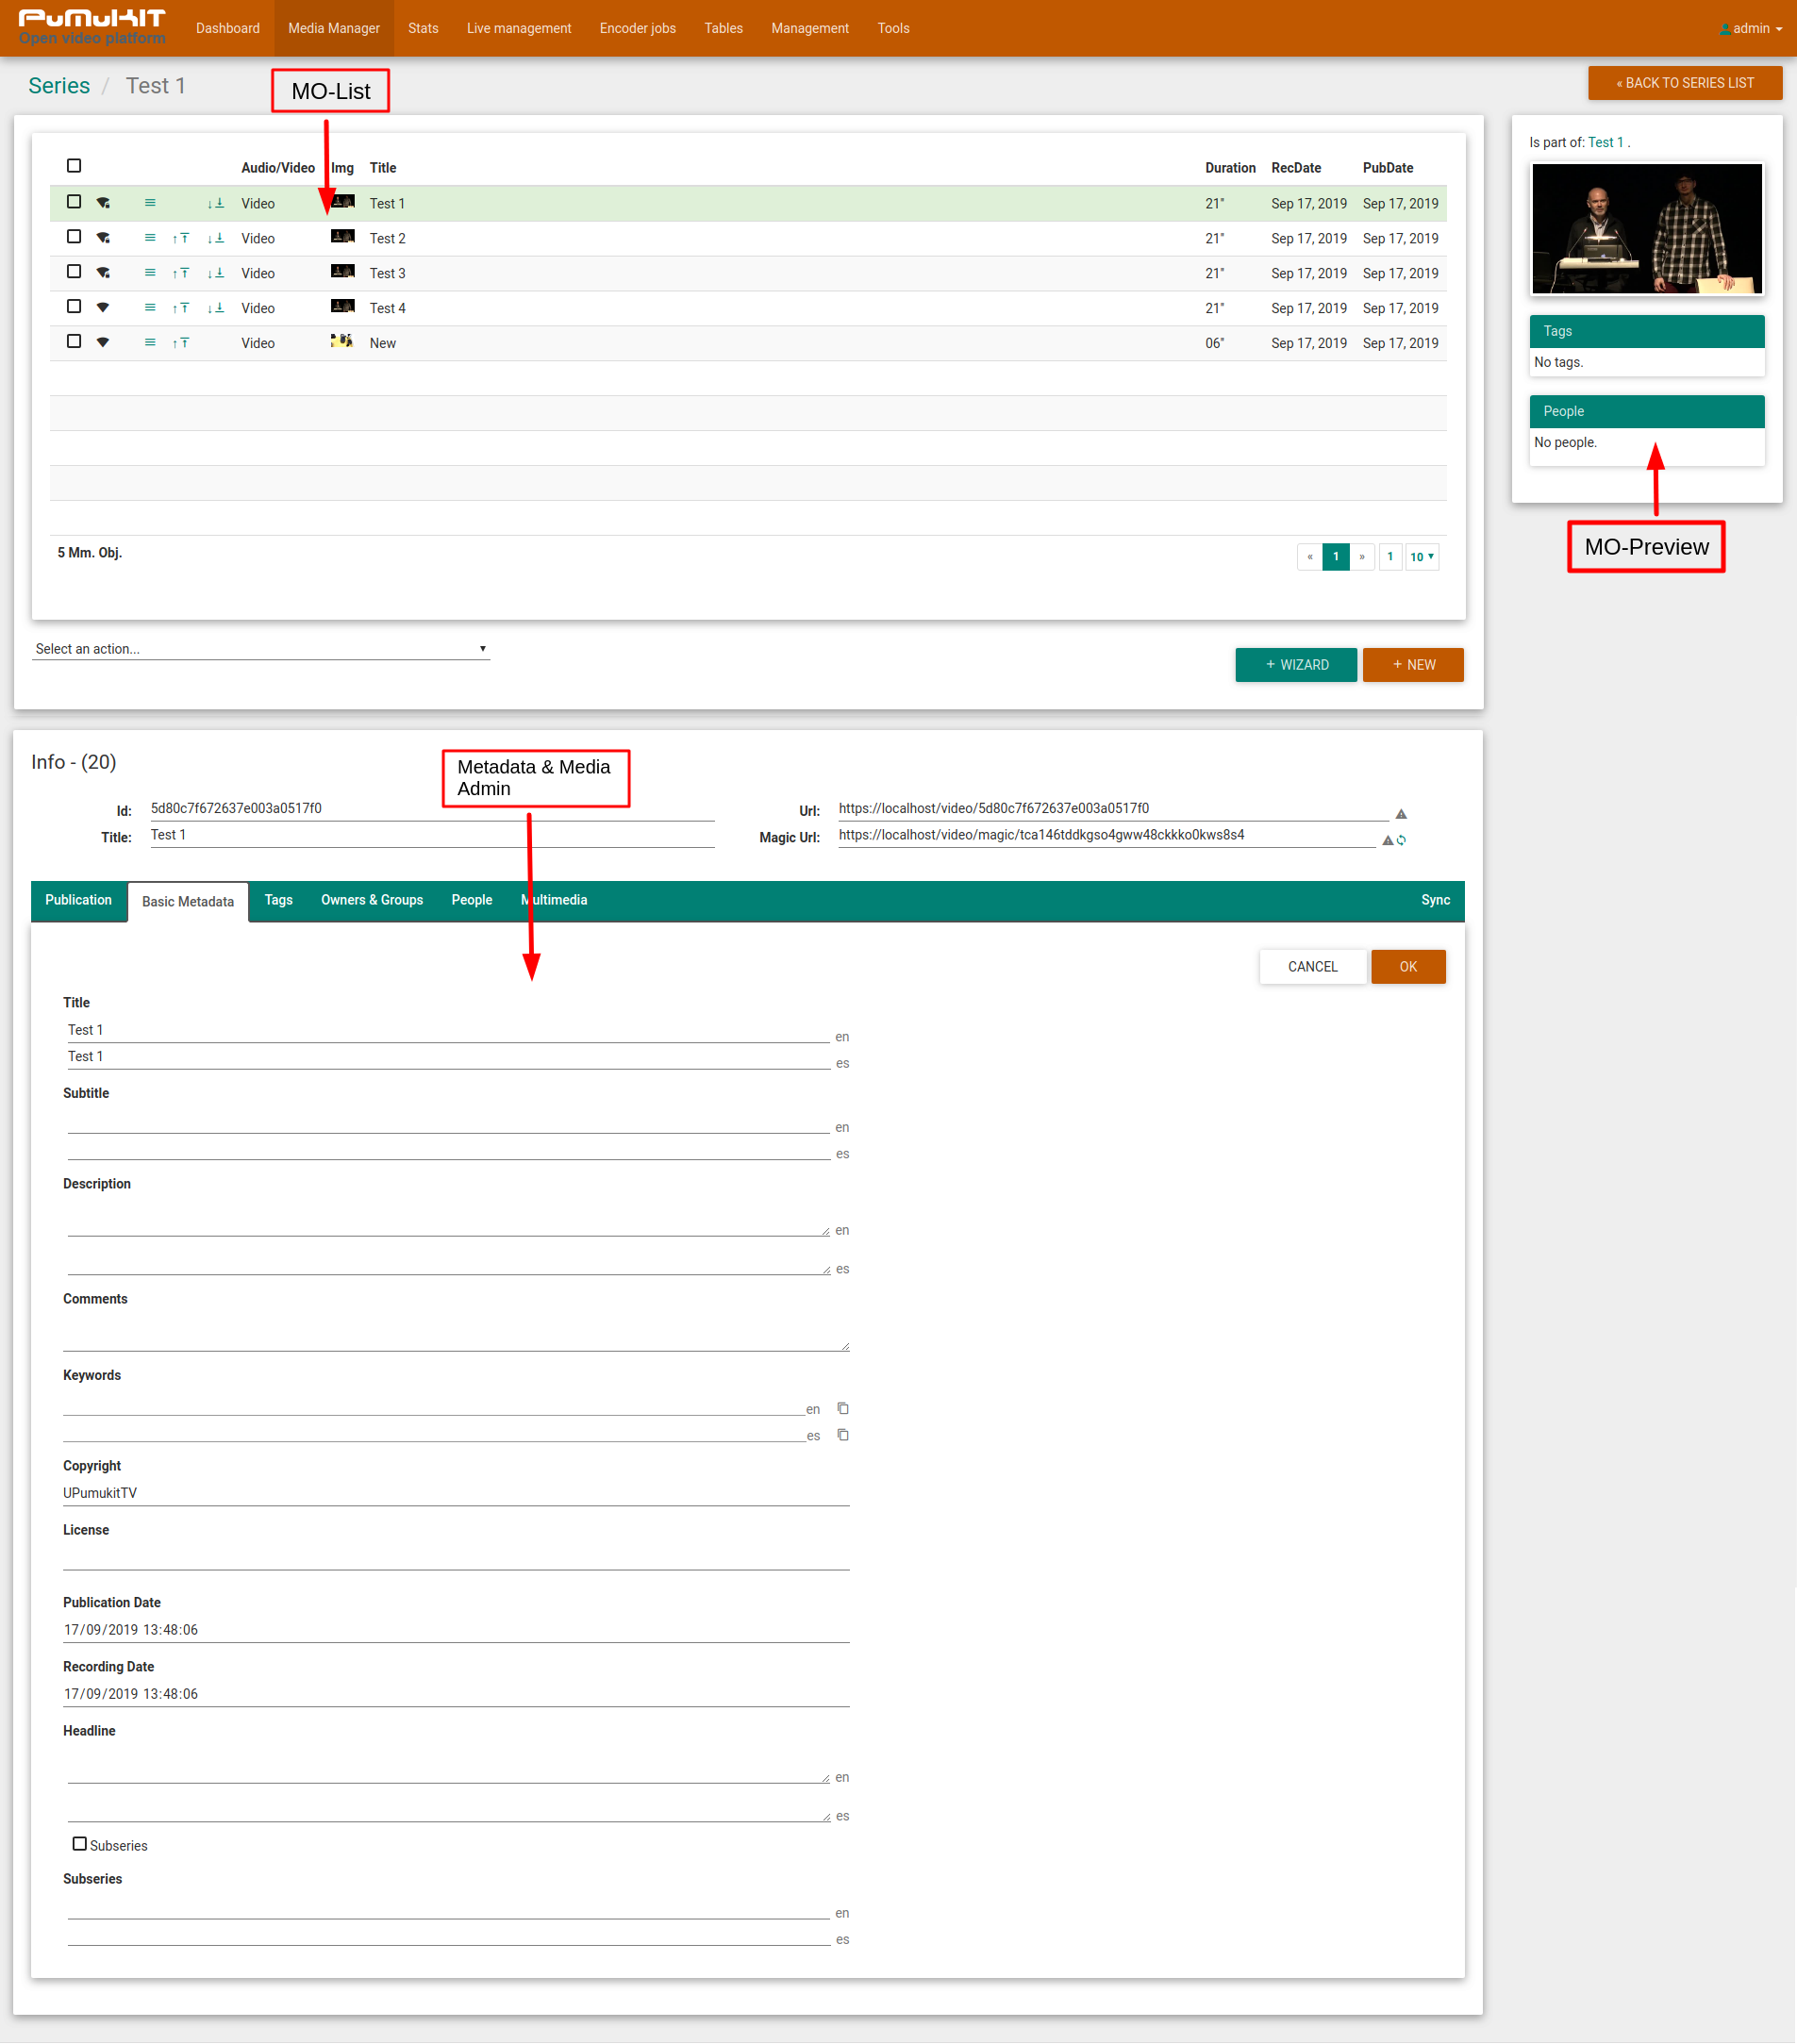 PUMUKIT
Open video platform
Dashboard Media Manager Stats Live management Encoder jobs Tables Management Tools admin
Series / Test 1
« BACK TO SERIES LIST
MO-List
Audio/Video Img Title Duration RecDate PubDate
Video Test 1 21" Sep 17, 2019 Sep 17, 2019
Video Test 2 21" Sep 17, 2019 Sep 17, 2019
Video Test 3 21" Sep 17, 2019 Sep 17, 2019
Video Test 4 21" Sep 17, 2019 Sep 17, 2019
Video New 06" Sep 17, 2019 Sep 17, 2019
5 Mm. Obj.
« 1 » 1 10
Select an action...
+ WIZARD + NEW
Is part of: Test 1 .
Tags
No tags.
People
No people.
MO-Preview
Info - (20)
Metadata & Media
Admin
Id: 5d80c7f672637e003a0517f0
Url: https://localhost/video/5d80c7f672637e003a0517f0
Title: Test 1
Magic Url: https://localhost/video/magic/tca146tddkgso4gww48ckkko0kws8s4
Publication Basic Metadata Tags Owners & Groups People Multimedia Sync
CANCEL OK
Title
Test 1 en
Test 1 es
Subtitle
en
es
Description
en
es
Comments
Keywords
en
es
Copyright
UPumukitTV
License
Publication Date
17/09/2019 13:48:06
Recording Date
17/09/2019 13:48:06
Headline
en
es
Subseries
Subseries
en
es